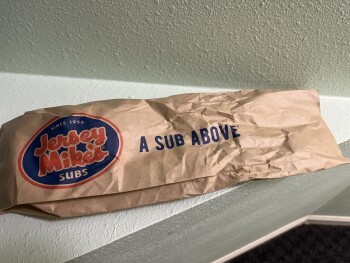 SINCE 1956
Jersey
Mike's
SUBS
A SUB ABOVE